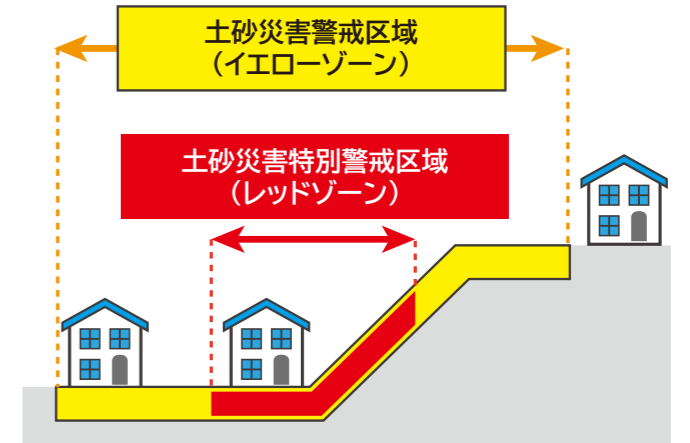 土砂災害警戒区域
（イエローゾーン）
土砂災害特別警戒区域
（レッドゾーン）